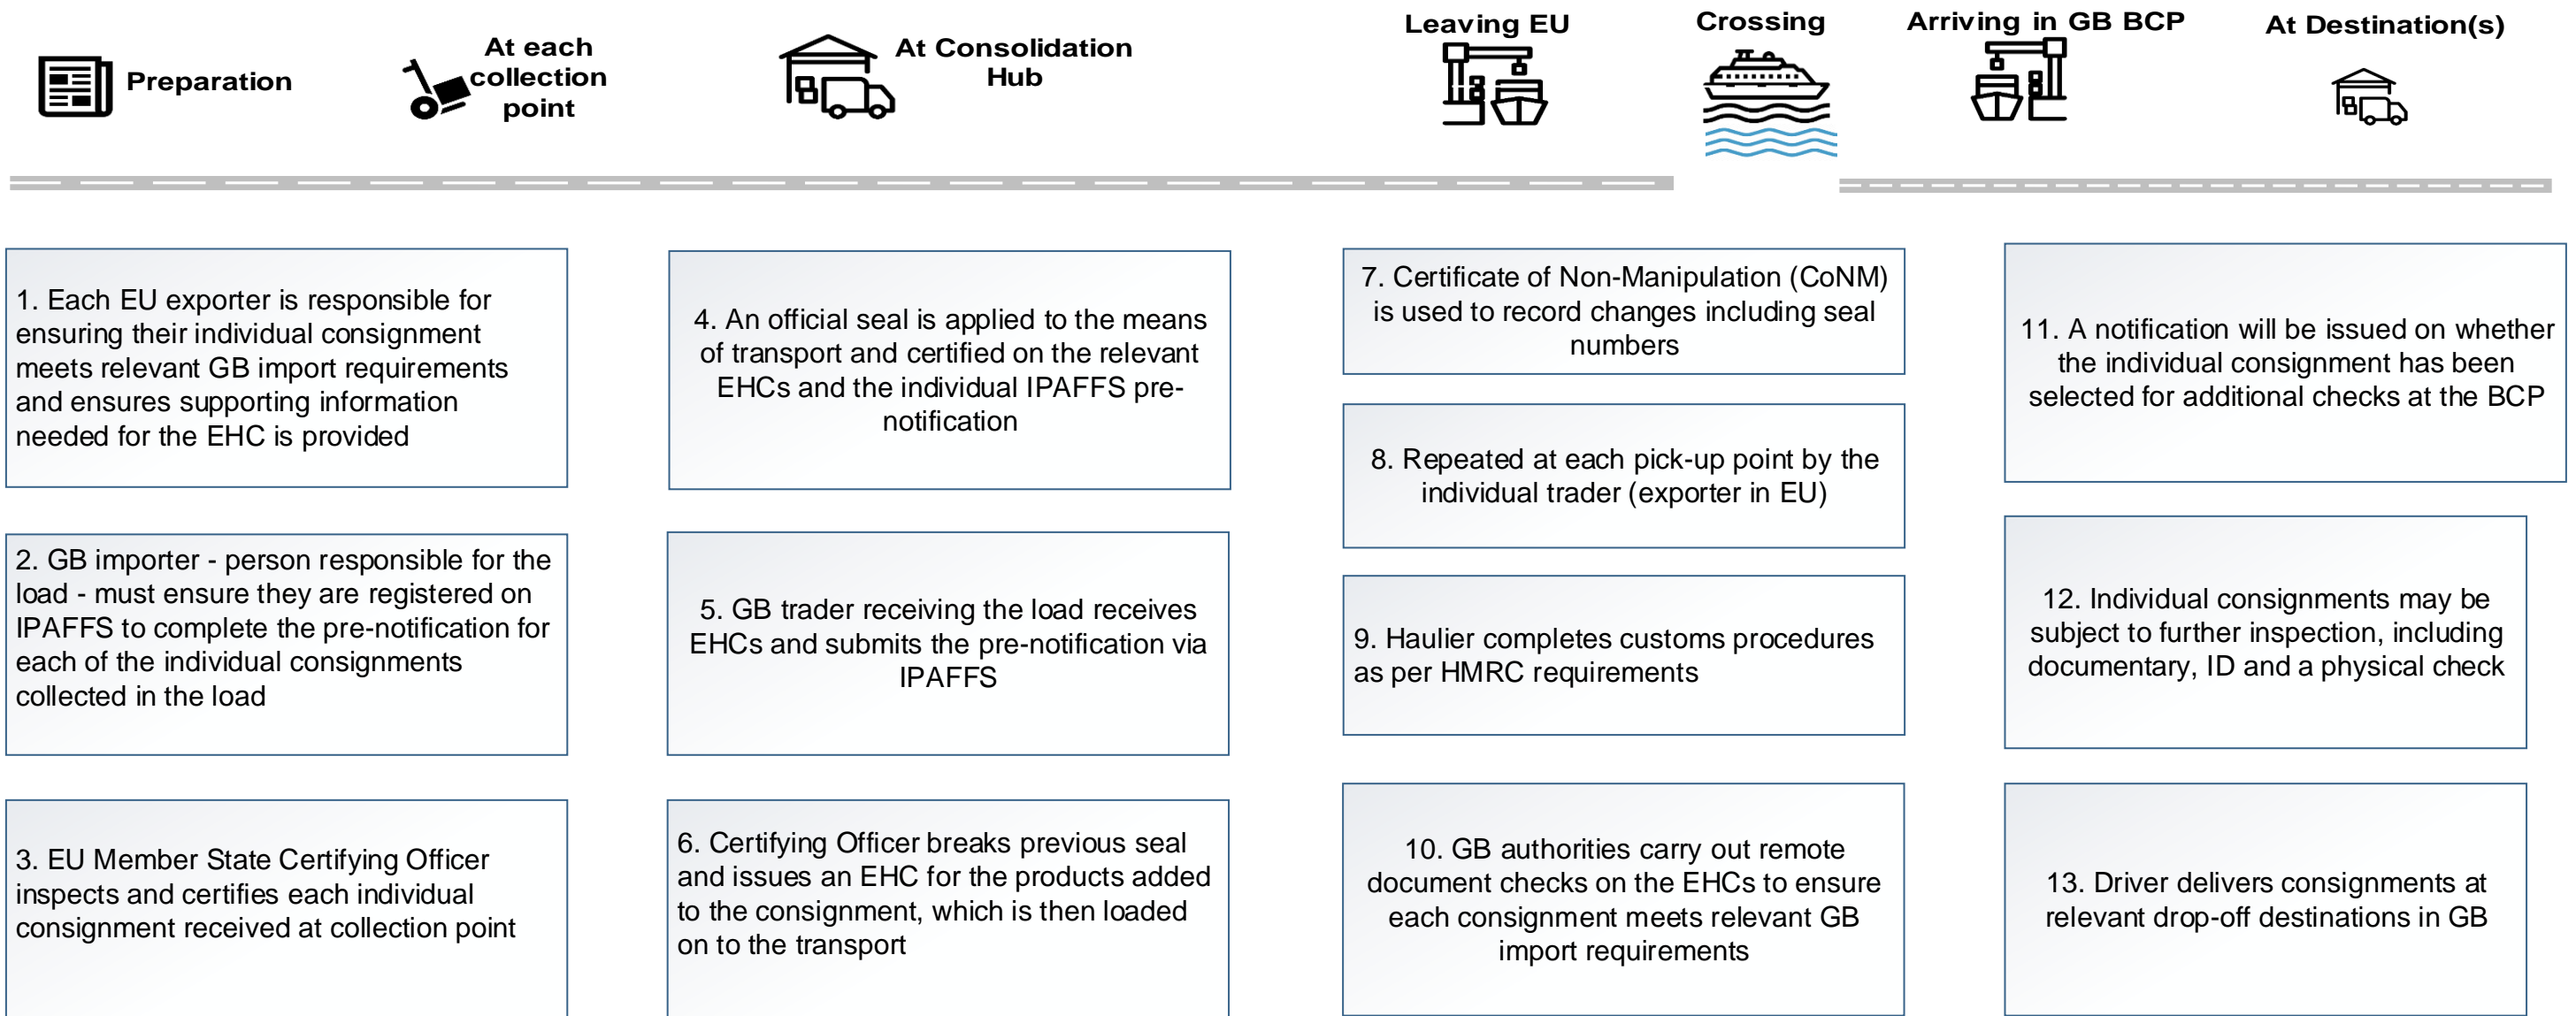 Preparation
At each
collection
point
At Consolidation
Hub
Leaving EU
Crossing
Arriving in GB BCP
At Destination(s)
1. Each EU exporter is responsible for
ensuring their individual consignment
meets relevant GB import requirements
and ensures supporting information
needed for the EHC is provided
2. GB importer - person responsible for the
load - must ensure they are registered on
IPAFFS to complete the pre-notification for
each of the individual consignments
collected in the load
3. EU Member State Certifying Officer
inspects and certifies each individual
consignment received at collection point
4. An official seal is applied to the means
of transport and certified on the relevant
EHCs and the individual IPAFFS pre-
notification
5. GB trader receiving the load receives
EHCs and submits the pre-notification via
IPAFFS
6. Certifying Officer breaks previous seal
and issues an EHC for the products added
to the consignment, which is then loaded
on to the transport
7. Certificate of Non-Manipulation (CoNM)
is used to record changes including seal
numbers
8. Repeated at each pick-up point by the
individual trader (exporter in EU)
9. Haulier completes customs procedures
as per HMRC requirements
10. GB authorities carry out remote
document checks on the EHCs to ensure
each consignment meets relevant GB
import requirements
11. A notification will be issued on whether
the individual consignment has been
selected for additional checks at the BCP
12. Individual consignments may be
subject to further inspection, including
documentary, ID and a physical check
13. Driver delivers consignments at
relevant drop-off destinations in GB